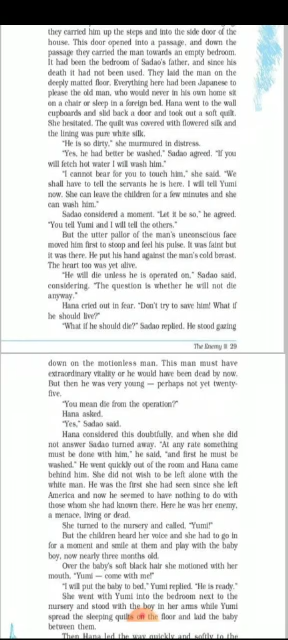 they carried him up the steps and into the side door of the
house. This door opened into a passage, and down the
passage they carried the man towards an empty bedroom.
It had been the bedroom of Sadao's father, and since his
death it had not been used. They laid the man on the
deeply matted floor. Everything here had been Japanese to
please the old man, who would never in his own home sit
on a chair or sleep in a foreign bed. Hana went to the wall
cupboards and slid back a door and took out a soft quilt.
She hesitated. The quilt was covered with flowered silk and
the lining was pure white silk.
"He is so dirty," she murmured in distress.
"Yes, he had better be washed," Sadao agreed. "If you
will fetch hot water I will wash him."
"I cannot bear for you to touch him," she said. "We
shall have to tell the servants he is here. I will tell Yumi
now. She can leave the children for a few minutes and she
can wash him."
Sadao considered a moment. "Let it be so," he agreed.
"You tell Yumi and I will tell the others."
But the utter pallor of the man's unconscious face
moved him first to stoop and feel his pulse. It was faint but
it was there. He put his hand against the man's cold breast.
The heart too was yet alive.
"He will die unless he is operated on," Sadao said,
considering. "The question is whether he will not die
anyway."
Hana cried out in fear. "Don't try to save him! What if
he should live?"
"What if he should die?" Sadao replied. He stood gazing
The Enemy 29
down on the motionless man. This man must have
extraordinary vitality or he would have been dead by now.
But then he was very young — perhaps not yet twenty-
five.
"You mean die from the operation?"
Hana asked.
"Yes," Sadao said.
Hana considered this doubtfully, and when she did
not answer Sadao turned away. "At any rate something
must be done with him," he said, "and first he must be
washed." He went quickly out of the room and Hana came
behind him. She did not wish to be left alone with the
white man. He was the first she had seen since she left
America and now he seemed to have nothing to do with
those whom she had known there. Here he was her enemy,
a menace, living or dead.
She turned to the nursery and called, "Yumi!"
But the children heard her voice and she had to go in
for a moment and smile at them and play with the baby
boy, now nearly three months old.
Over the baby's soft black hair she motioned with her
mouth, "Yumi — come with me!"
"I will put the baby to bed," Yumi replied. "He is ready."
She went with Yumi into the bedroom next to the
nursery and stood with the boy in her arms while Yumi
spread the sleeping quilts on the floor and laid the baby
between them.
Then Hana led the way quickly and softly to the